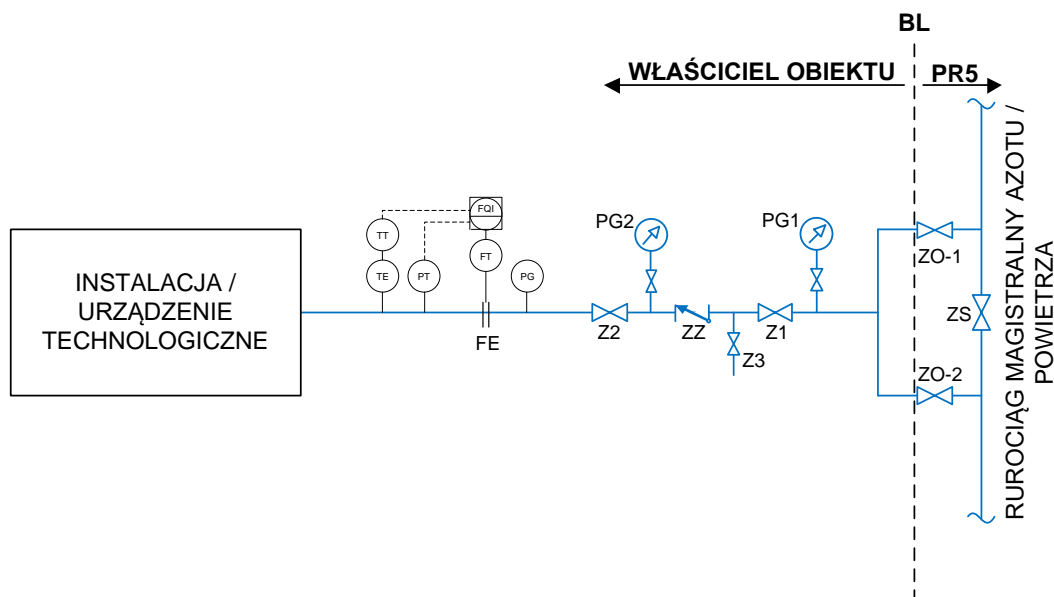 BL
WŁAŚCICIEL OBIEKTU
PR5
FQI
TT
PG2
PG1
TE
PT
FT
PG
ZO-1
INSTALACJA /
URZĄDZENIE
TECHNOLOGICZNE
FE
Z2
ZZ
Z1
Z3
ZS
ZO-2
RUROCIĄG MAGISTRALNY AZOTU /
POWIETRZA